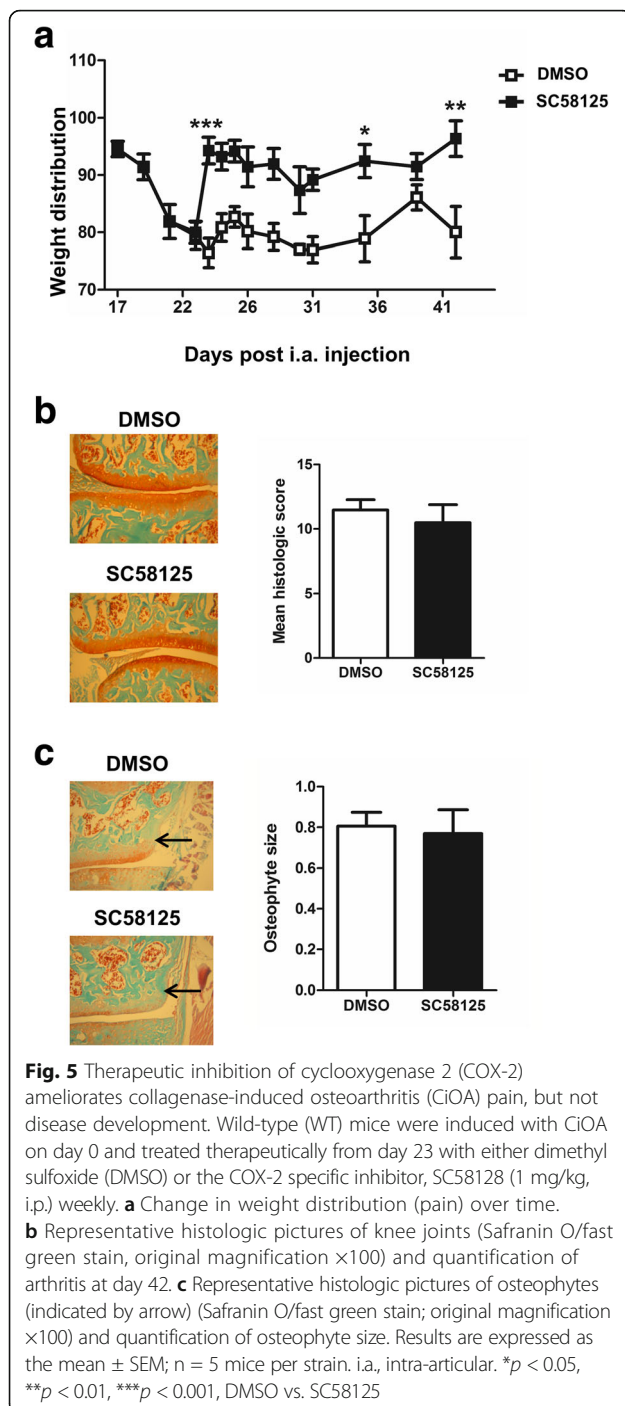 a
110
100
90
80
70
Weight distribution
***
*
**
DMSO
SC58125
17 22 26 31 36 41
Days post i.a. injection
b
DMSO
SC58125
15
10
5
0
Mean histologic score
DMSO SC58125
c
DMSO
SC58125
1.0
0.8
0.6
0.4
0.2
0.0
Osteophyte size
DMSO SC58125
Fig. 5 Therapeutic inhibition of cyclooxygenase 2 (COX-2)
ameliorates collagenase-induced osteoarthritis (CiOA) pain, but not
disease development. Wild-type (WT) mice were induced with CiOA
on day 0 and treated therapeutically from day 23 with either dimethyl
sulfoxide (DMSO) or the COX-2 specific inhibitor, SC58128 (1 mg/kg,
i.p.) weekly. a Change in weight distribution (pain) over time.
b Representative histologic pictures of knee joints (Safranin O/fast
green stain, original magnification ×100) and quantification of
arthritis at day 42. c Representative histologic pictures of osteophytes
(indicated by arrow) (Safranin O/fast green stain; original magnification
×100) and quantification of osteophyte size. Results are expressed as
the mean ± SEM; n = 5 mice per strain. i.a., intra-articular. *p < 0.05,
**p < 0.01, ***p < 0.001, DMSO vs. SC58125